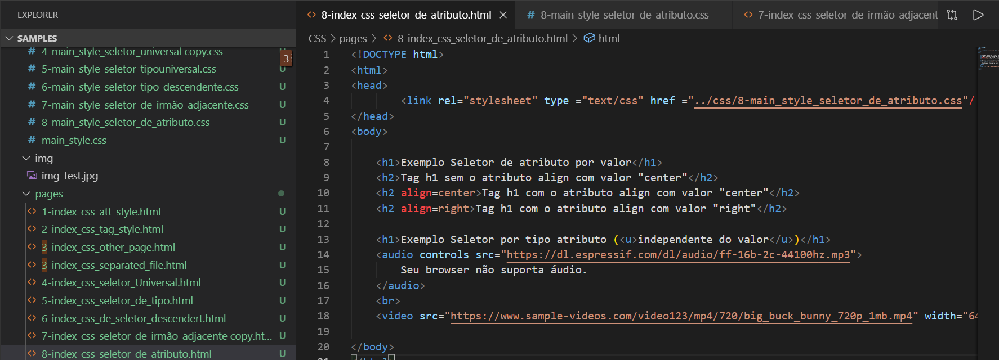 EXPLORER
SAMPLES
4-main_style_seletor_universal copy.css
3
5-main_style_seletor_tipouniversal.css U
6-main_style_seletor_tipo_descendente.css U
7-main_style_seletor_de_irmão_adjacente.css U
8-main_style_seletor_de_atributo.css U
main_style.css U
img
img_test.jpg
pages
1-index_css_att_style.html U
2-index_css_tag_style.html U
3-index_css_other_page.html U
3-index_css_separated_file.html U
4-index_css_seletor_Universal.html U
5-index_css_seletor_de_tipo.html U
6-index_css_de_seletor_descendert.html U
7-index_css_seletor_de_irmão_adjacente copy.ht... U
8-index_css_seletor_de_atributo.html U
8-index_css_seletor_de_atributo.html
8-main_style_seletor_de_atributo.css
7-index_css_seletor_de_irmão_adjacent
CSS > pages > 8-index_css_seletor_de_atributo.html > html
1 <!DOCTYPE html>
2 <html>
3 <head>
4 <link rel="stylesheet" type ="text/css" href ="../css/8-main_style_seletor_de_atributo.css"/
5 </head>
6 <body>
7
8 <h1>Exemplo Seletor de atributo por valor</h1>
9 <h2>Tag h1 sem o atributo align com valor "center"</h2>
10 <h2 align=center>Tag h1 com o atributo align com valor "center"</h2>
11 <h2 align=right>Tag h1 com o atributo align com valor "right"</h2>
12
13 <h1>Exemplo Seletor por tipo atributo (<u>independente do valor</u>)</h1>
14 <audio controls src="https://dl.espressif.com/dl/audio/ff-16b-2c-44100hz.mp3">
15 Seu browser não suporta áudio.
16 </audio>
17 <br>
18 <video src="https://www.sample-videos.com/video123/mp4/720/big_buck_bunny_720p_1mb.mp4" width="64
19
20 </body>